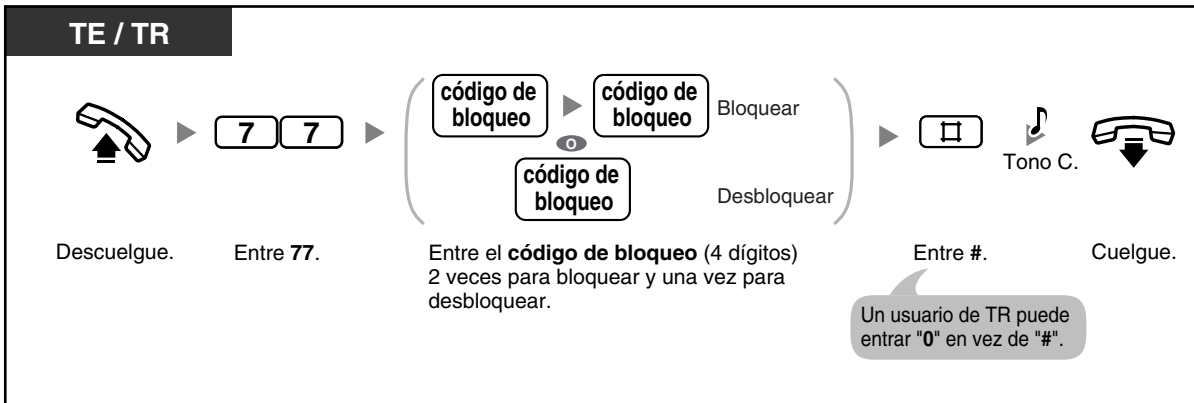 TE / TR
7 7
código de
bloqueo
código de
bloqueo
Bloquear
o
código de
bloqueo
Desbloquear
#
Tono C.
Descuelgue.
Entre 77.
Entre el código de bloqueo (4 dígitos)
2 veces para bloquear y una vez para
desbloquear.
Entre #.
Cuelgue.
Un usuario de TR puede
entrar "0" en vez de "#".